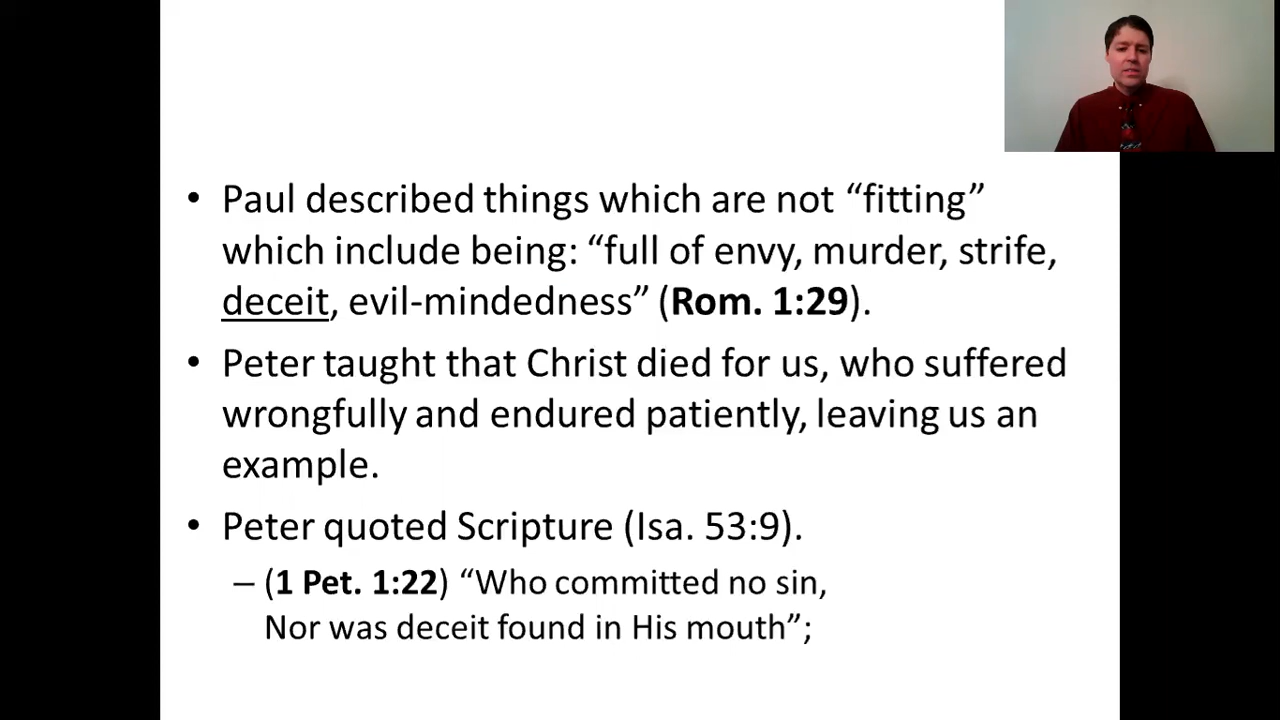 • Paul described things which are not “fitting”
which include being: “full of envy, murder, strife,
deceit, evil-mindedness” (Rom. 1:29).
• Peter taught that Christ died for us, who suffered
wrongfully and endured patiently, leaving us an
example.
• Peter quoted Scripture (Isa. 53:9).
– (1 Pet. 1:22) “Who committed no sin,
Nor was deceit found in His mouth”;